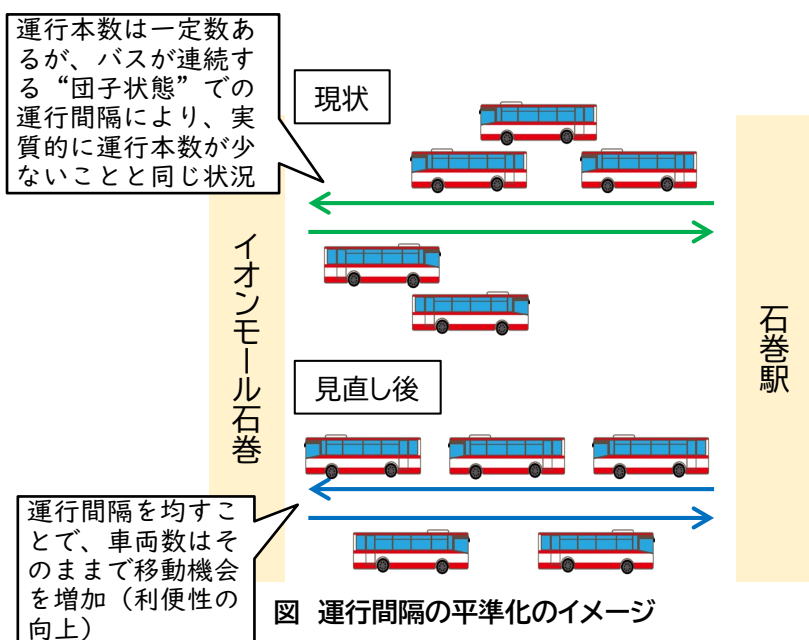 運行本数は一定数あ
るが、バスが連続す
る“団子状態”での
運行間隔により、実
質的に運行本数が少
ないことと同じ状況
現状
イオンモール石巻
石巻駅
見直し後
運行間隔を均すこ
とで、車両数はそ
のままで移動機会
を増加（利便性の
向上）
図 運行間隔の平準化のイメージ